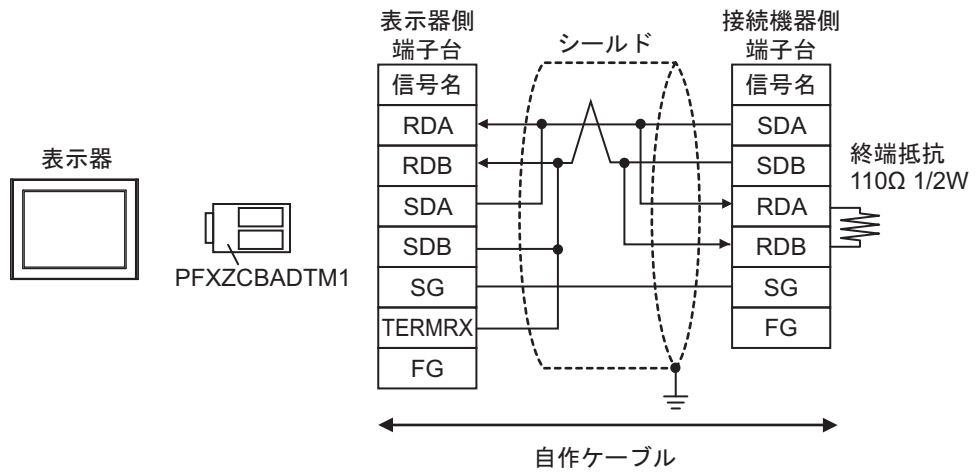 表示器
PFXZCBADTM1
表示器側
端子台
信号名
RDA
RDB
SDA
SDB
SG
TERMRX
FG
シールド
接続機器側
端子台
信号名
SDA
SDB
RDA
RDB
SG
FG
終端抵抗
110Ω 1/2W
自作ケーブル